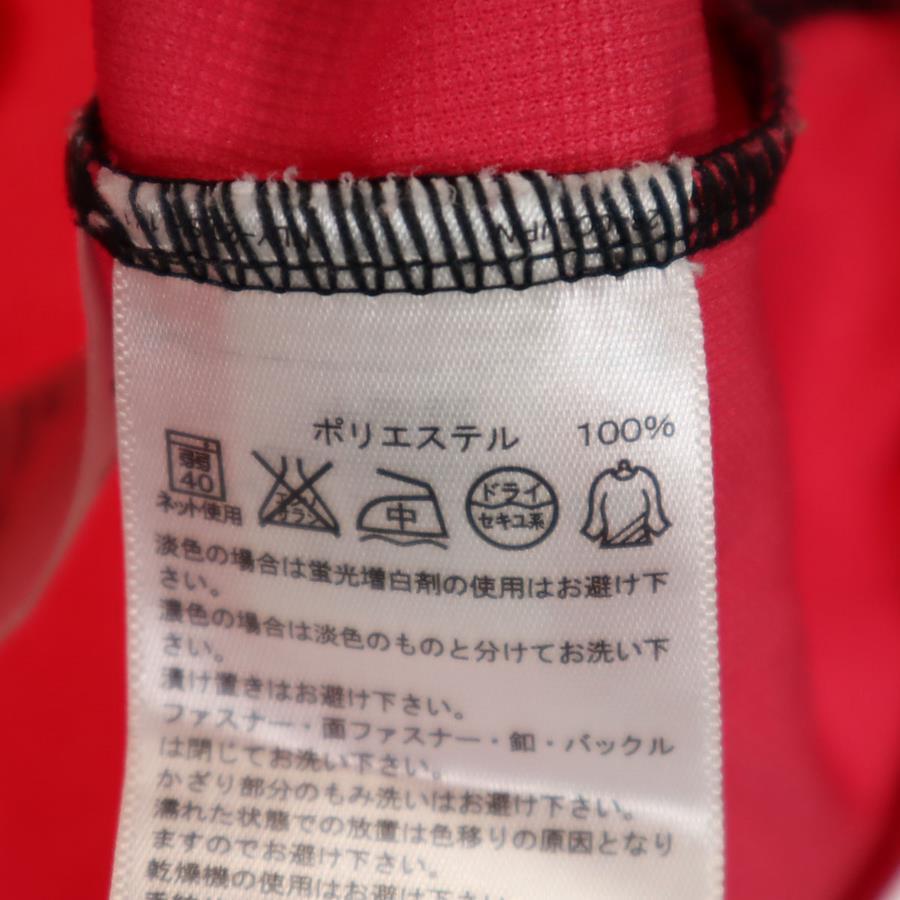 ポリエステル 100%
弱
40
ネット使用
エンソ
サラシ
中
ドライ
セキユ系
淡色の場合は蛍光増白剤の使用はお避け下
さい。
濃色の場合は淡色のものと分けてお洗い下
さい。
漬け置きはお避け下さい。
ファスナー・面ファスナー・釦・バックル
は閉じてお洗い下さい。
かざり部分のもみ洗いはお避け下さい。
濡れた状態での放置は色移りの原因となり
ますのでお避け下さい。
乾燥機の使用はお避け下さい。